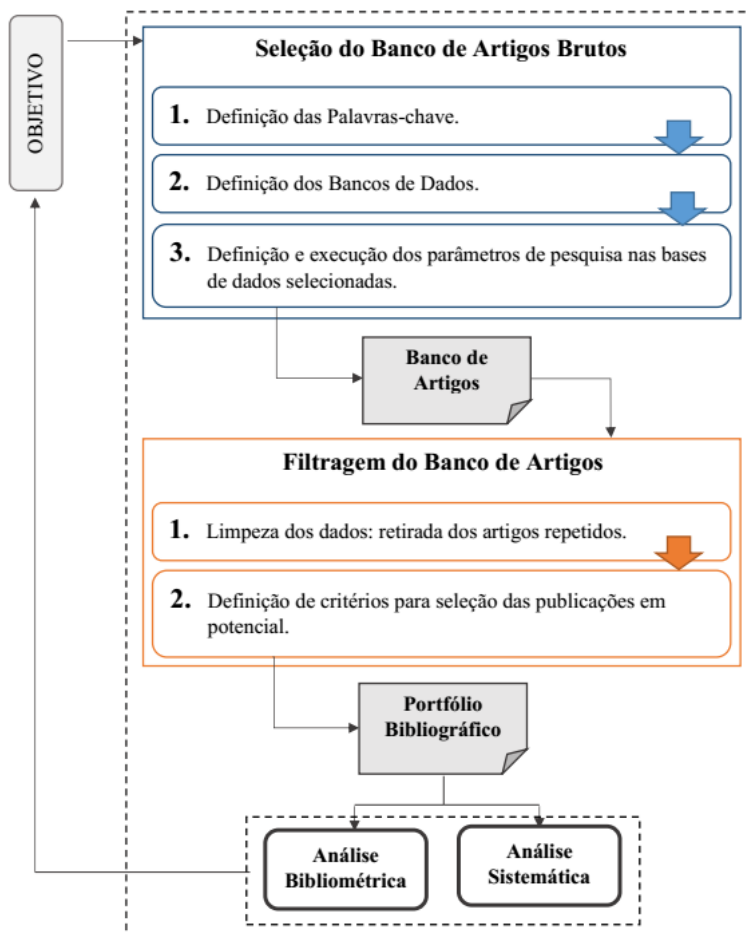 OBJETIVO
Seleção do Banco de Artigos Brutos
1. Definição das Palavras-chave.
2. Definição dos Bancos de Dados.
3. Definição e execução dos parâmetros de pesquisa nas bases
de dados selecionadas.
Banco de
Artigos
Filtragem do Banco de Artigos
1. Limpeza dos dados: retirada dos artigos repetidos.
2. Definição de critérios para seleção das publicações em
potencial.
Portfólio
Bibliográfico
Análise
Bibliométrica
Análise
Sistemática